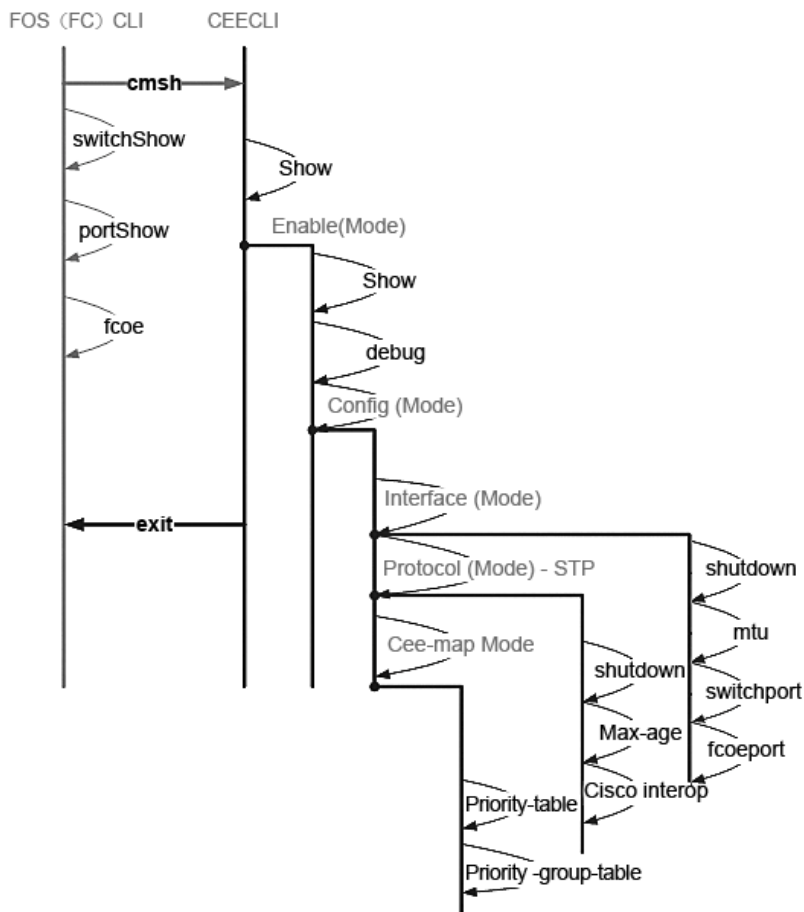 FOS（FC）CLI
CEECLI
cmsh
switchShow
Show
portShow
Enable(Mode)
Show
fcoe
debug
Config (Mode)
Interface (Mode)
exit
Protocol (Mode) - STP
shutdown
mtu
Cee-map Mode
shutdown
switchport
Max-age
fcoeport
Cisco interop
Priority-table
Priority -group-table